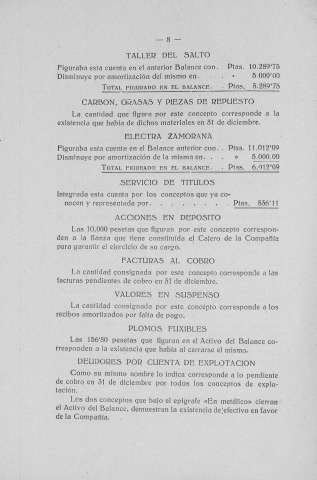 — 8 —
TALLER DEL SALTO
Figuraba esta cuenta en el anterior Balance con. Ptas. 10.289'75
Disminuye por amortización del mismo en. . . . » 5.000'00
TOTAL FIGURADO EN EL BALANCE. Ptas. 5.289'75
CARBON, GRASAS Y PIEZAS DE REPUESTO
La cantidad que figura por este concepto corresponde a la
existencia que había de dichos materiales en 31 de diciembre.
ELECTRA ZAMORANA
Figuraba esta cuenta en el Balance anterior con. . Ptas. 11.012'09
Disminuye por amortización de la misma en. . . » 5.000.00
TOTAL FIGURADO EN EL BALANCE. . Ptas. 6.012'09
SERVICIO DE TITULOS
Integrada esta cuenta por los conceptos que ya co-
nocen y representada por. . . . . . . . Ptas. 836'11
ACCIONES EN DEPOSITO
Las 10.000 pesetas que figuran por este concepto correspon-
den a la fianza que tiene constituida el Cajero de la Compañía
para garantir el ejercicio de su cargo.
FACTURAS AL COBRO
La cantidad consignada por este concepto corresponde a las
facturas pendientes de cobro en 31 de diciembre.
VALORES EN SUSPENSO
La cantidad consignada por este concepto corresponde a los
recibos amortizados por falta de pago.
PLOMOS FUXIBLES
Las 156'80 pesetas que figuran en el Activo del Balance co-
rresponden a la existencia que había al cerrarse el mismo.
DEUDORES POR CUENTA DE EXPLOTACION
Como su mismo nombre lo indica corresponde a lo pendiente
de cobro en 31 de diciembre por todos los conceptos de explo-
tación.
Los dos conceptos que bajo el epígrafe «En metálico» cierran
el Activo del Balance, demuestran la existencia de efectivo en favor
de la Compañía.